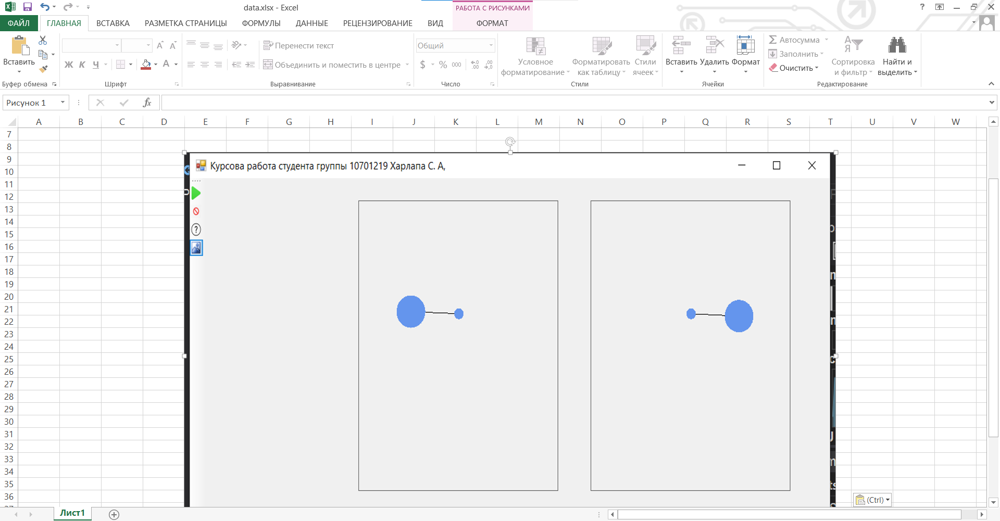 data.xlsx - Excel
РАБОТА С РИСУНКАМИ
ФАЙЛ ГЛАВНАЯ ВСТАВКА РАЗМЕТКА СТРАНИЦЫ ФОРМУЛЫ ДАННЫЕ РЕЦЕНЗИРОВАНИЕ ВИД ФОРМАТ
Вставить
Буфер обмена
Ж К Ч
Шрифт
Перенести текст
Объединить и поместить в центре
Выравнивание
Общий
$ % 000
Число
Условное форматирование
Форматировать как таблицу
Стили ячеек
Стили
Вставить Удалить Формат
Ячейки
Автосумма
Заполнить
Очистить
Сортировка и фильтр
Найти и выделить
Редактирование
Рисунок 1
fx
A B C D E F G H I J K L M N O P Q R S T U V W
7
8
9
10
11
12
13
14
15
16
17
18
19
20
21
22
23
24
25
26
27
28
29
30
31
32
33
34
35
36
Курсова работа студента группы 10701219 Харлапа С. А,
(Ctrl)
Лист1